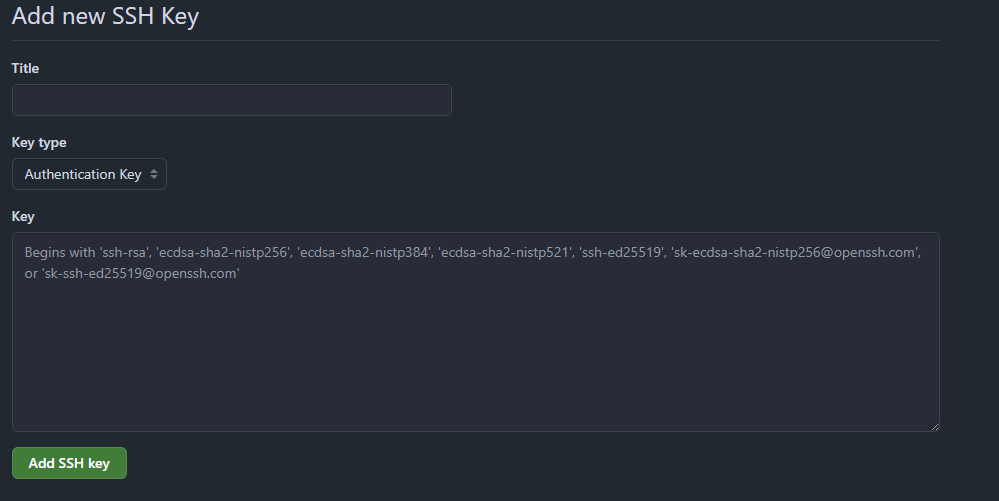 Add new SSH Key
Title
Key type
Authentication Key
Key
Begins with 'ssh-rsa', 'ecdsa-sha2-nistp256', 'ecdsa-sha2-nistp384', 'ecdsa-sha2-nistp521', 'ssh-ed25519', 'sk-ecdsa-sha2-nistp256@openssh.com',
or 'sk-ssh-ed25519@openssh.com'
Add SSH key